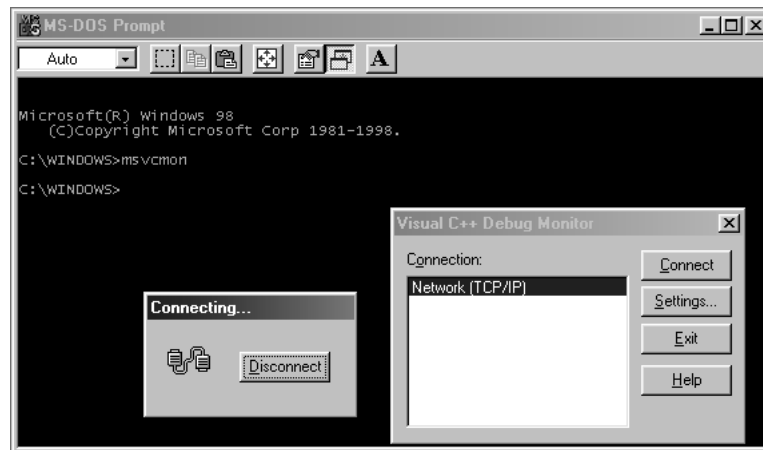 MS-DOS Prompt
Auto
A
Microsoft(R) Windows 98
(C)Copyright Microsoft Corp 1981-1998.
C:\WINDOWS>msvcmon
C:\WINDOWS>
Visual C++ Debug Monitor
Connection:
Network (TCP/IP)
Connect
Settings...
Exit
Help
Connecting...
Disconnect